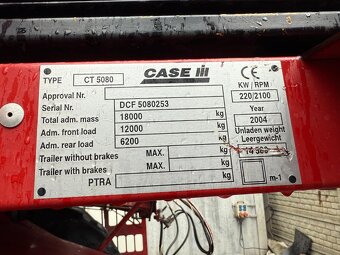 TYPE CT 5080 CASE IH CE
KW / RPM
Approval Nr. 220/2100
Serial Nr. DCF 5080253 Year
Total adm. mass 18000 kg 2004
Adm. front load 12000 kg Unladen weight
Adm. rear load 6200 kg Leergewicht
Trailer without brakes MAX. kg kg
Trailer with brakes MAX. kg
PTRA kg m-1